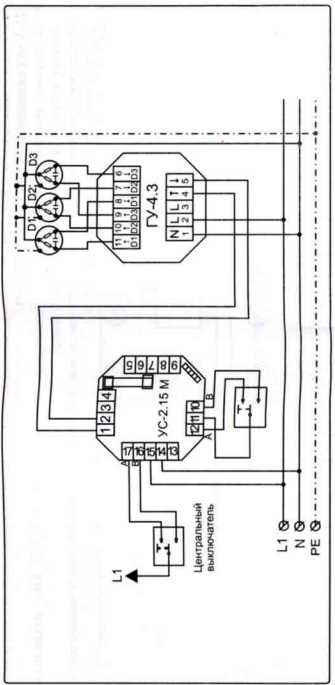 D1 D2 D3
11 10 9 8 7 6
↑ ↑ ↑ ↓ ↓ ↓
D1 D2 D3 D1 D2 D3
ГУ-4.3
N L L ↑ ↓
1 2 3 4 5
1 2 3 4
5 6 7 8 9
УС-2.15 М
17 16 15 14 13
12 11 10
A
B
A
B
L1
Центральный
выключатель
L1
N
PE